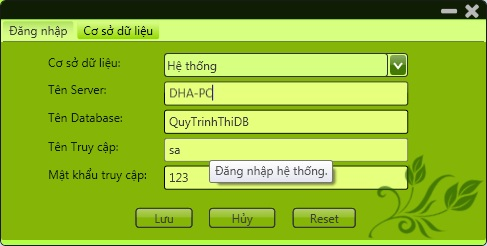 Đăng nhập Cơ sở dữ liệu
Cơ sở dữ liệu: Hệ thống
Tên Server: DHA-PC
Tên Database: QuyTrinhThiDB
Tên Truy cập: sa
Đăng nhập hệ thống.
Mật khẩu truy cập: 123
Lưu Hủy Reset